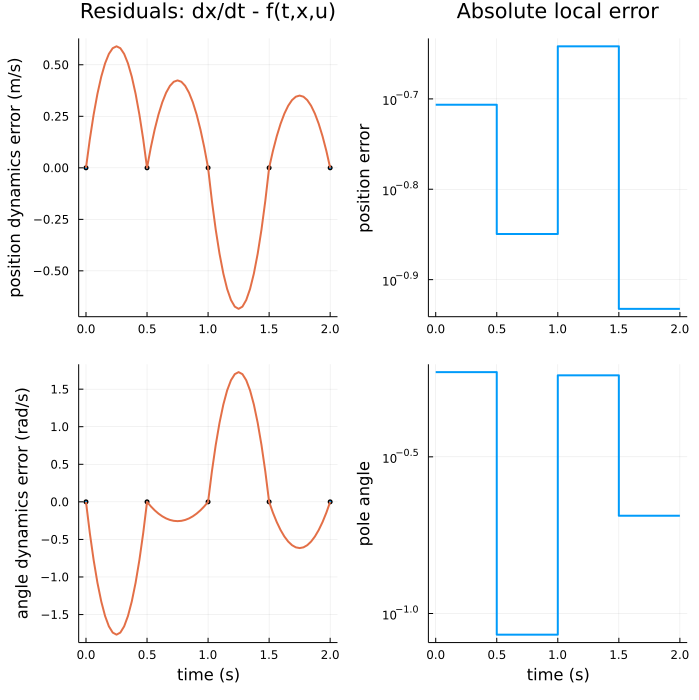 Residuals: dx/dt - f(t,x,u)
position dynamics error (m/s)
0.50
0.25
0.00
−0.25
−0.50
0.0 0.5 1.0 1.5 2.0
Absolute local error
position error
10^−0.7
10^−0.8
10^−0.9
0.0 0.5 1.0 1.5 2.0
angle dynamics error (rad/s)
1.5
1.0
0.5
0.0
−0.5
−1.0
−1.5
0.0 0.5 1.0 1.5 2.0
time (s)
pole angle
10^−0.5
10^−1.0
0.0 0.5 1.0 1.5 2.0
time (s)